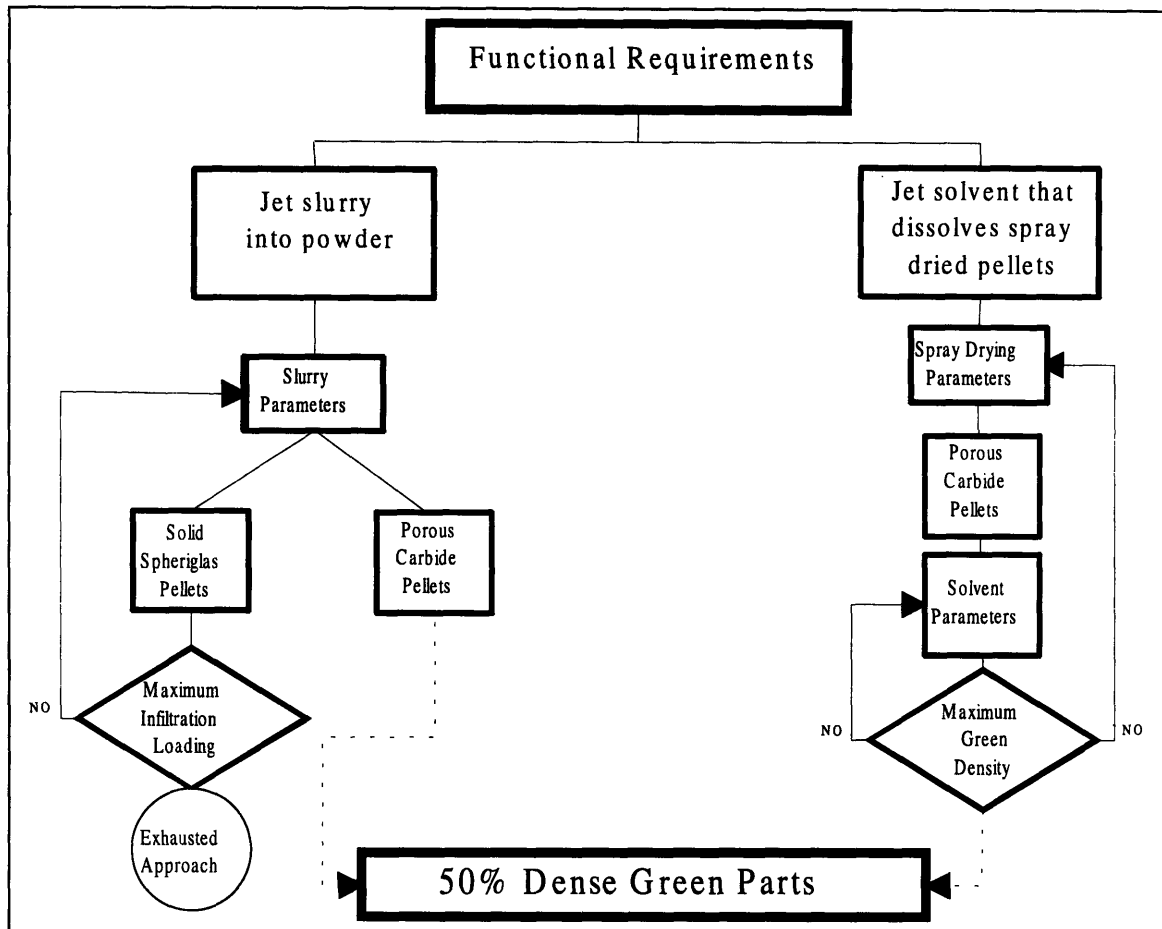 Functional Requirements
Jet slurry
into powder
Jet solvent that
dissolves spray
dried pellets
Slurry
Parameters
Spray Drying
Parameters
Solid
Spheriglas
Pellets
Porous
Carbide
Pellets
Porous
Carbide
Pellets
Solvent
Parameters
NO
Maximum
Infiltration
Loading
NO
Maximum
Green
Density
NO
Exhausted
Approach
50% Dense Green Parts